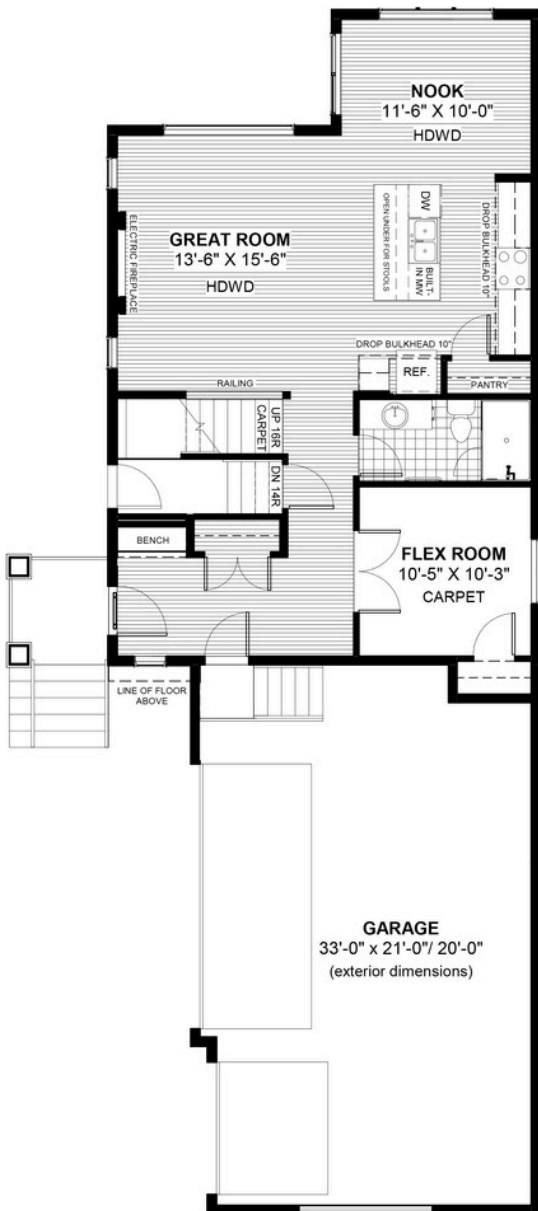 NOOK
11'-6" X 10'-0"
HDWD
GREAT ROOM
13'-6" X 15'-6"
HDWD
ELECTRIC FIREPLACE
OPEN UNDER FOR STOOLS
DW
BUILT-
IN MW
DROP BULKHEAD 10"
DROP BULKHEAD 10"
REF.
PANTRY
RAILING
UP 16R
CARPET
DN 14R
BENCH
FLEX ROOM
10'-5" X 10'-3"
CARPET
LINE OF FLOOR
ABOVE
GARAGE
33'-0" x 21'-0"/ 20'-0"
(exterior dimensions)